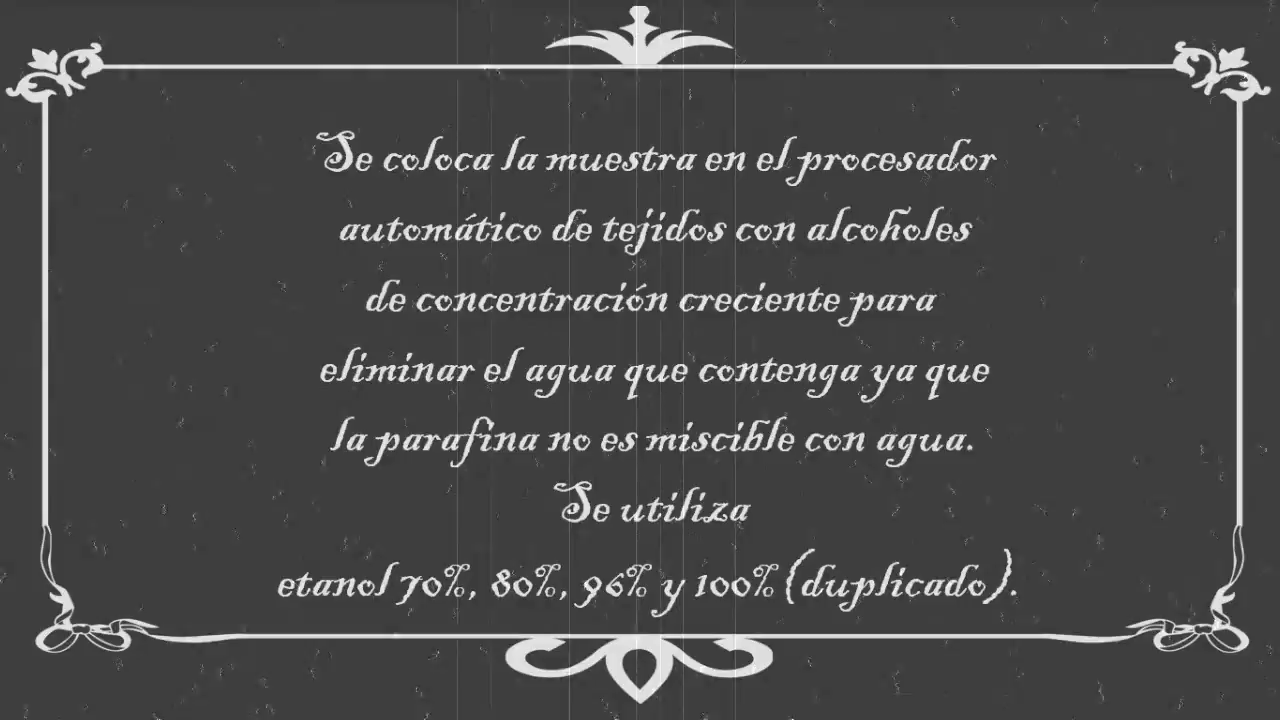 Se coloca la muestra en el procesador
automático de tejidos con alcoholes
de concentración creciente para
eliminar el agua que contenga ya que
la parafina no es miscible con agua.
Se utiliza
etanol 70%, 80%, 96% y 100% (duplicado).